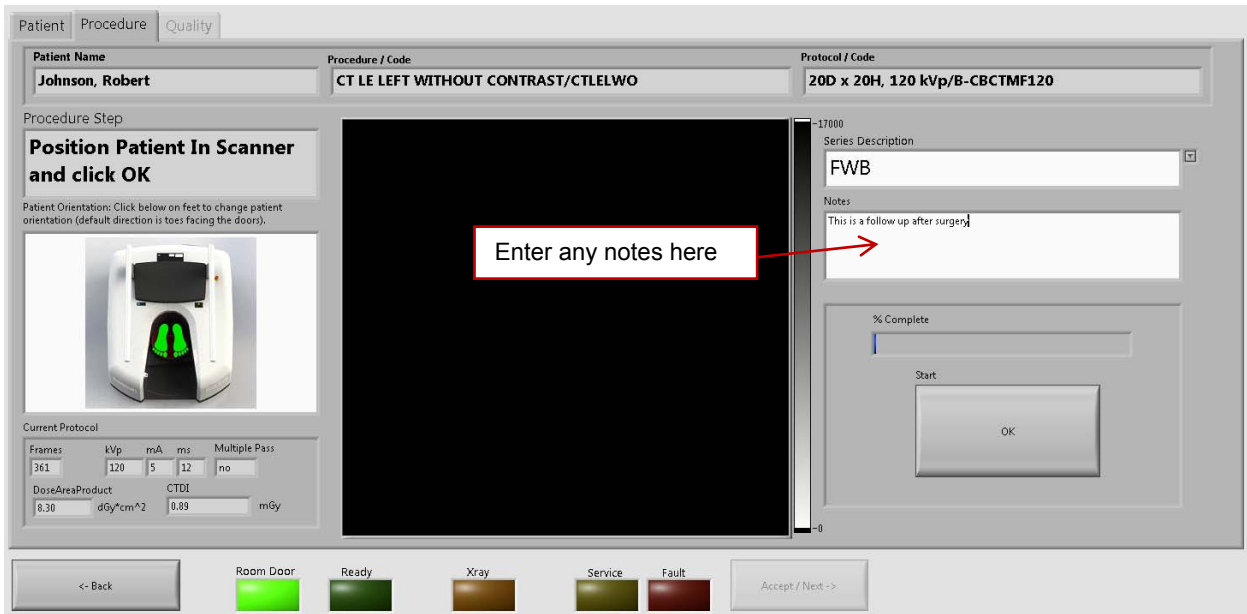 Patient
Procedure
Quality
Patient Name
Johnson, Robert
Procedure / Code
CT LE LEFT WITHOUT CONTRAST/CTLELWO
Protocol / Code
20D x 20H, 120 kVp/B-CBCTMF120
Procedure Step
Position Patient In Scanner
and click OK
Patient Orientation: Click below on feet to change patient
orientation (default direction is toes facing the doors).
Current Protocol
Frames
kVp
mA
ms
Multiple Pass
361
120
5
12
no
DoseAreaProduct
CTDI
8.30
dGy*cm^2
0.89
mGy
-17000
-0
Enter any notes here
Series Description
FWB
Notes
This is a follow up after surgery
% Complete
Start
OK
<- Back
Room Door
Ready
Xray
Service
Fault
Accept / Next ->